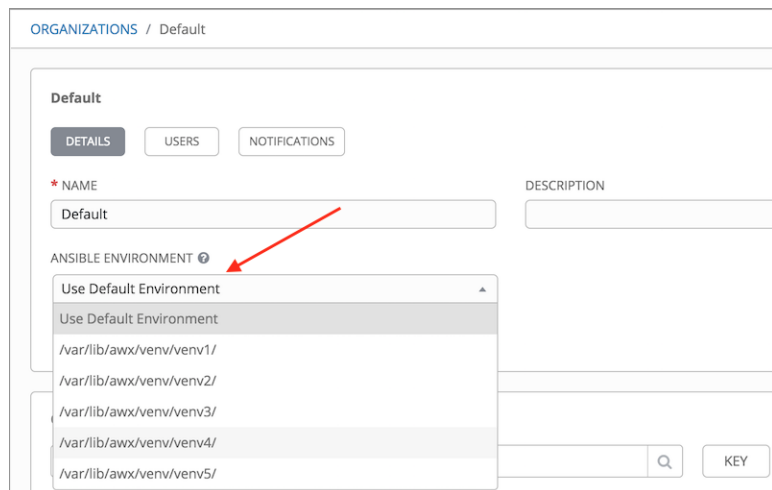 ORGANIZATIONS / Default
Default
DETAILS USERS NOTIFICATIONS
* NAME DESCRIPTION
Default
ANSIBLE ENVIRONMENT ?
Use Default Environment
Use Default Environment
/var/lib/awx/venv/venv1/
/var/lib/awx/venv/venv2/
/var/lib/awx/venv/venv3/
/var/lib/awx/venv/venv4/
KEY
/var/lib/awx/venv/venv5/